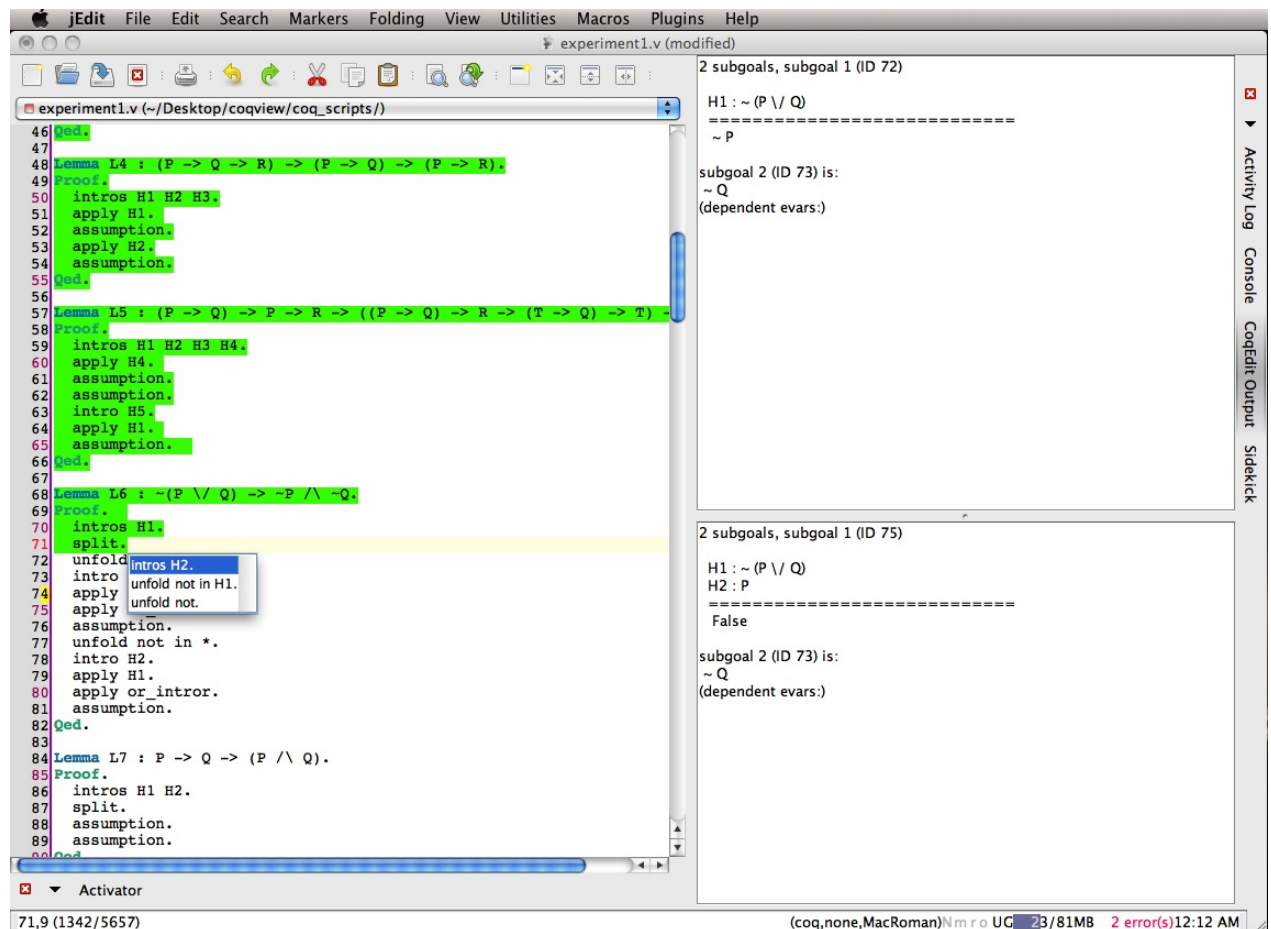 jEdit File Edit Search Markers Folding View Utilities Macros Plugins Help
experiment1.v (modified)
experiment1.v (~/Desktop/coqview/coq_scripts/)
46 Qed.
47
48 Lemma L4 : (P -> Q -> R) -> (P -> Q) -> (P -> R).
49 Proof.
50 intros H1 H2 H3.
51 apply H1.
52 assumption.
53 apply H2.
54 assumption.
55 Qed.
56
57 Lemma L5 : (P -> Q) -> P -> R -> ((P -> Q) -> R -> (T -> Q) -> T) -
58 Proof.
59 intros H1 H2 H3 H4.
60 apply H4.
61 assumption.
62 assumption.
63 intro H5.
64 apply H1.
65 assumption.
66 Qed.
67
68 Lemma L6 : ~(P \/ Q) -> ~P /\ ~Q.
69 Proof.
70 intros H1.
71 split.
72 unfold
intros H2.
73 intro
unfold not in H1.
74 apply
unfold not.
75 apply
76 assumption.
77 unfold not in *.
78 intro H2.
79 apply H1.
80 apply or_intror.
81 assumption.
82 Qed.
83
84 Lemma L7 : P -> Q -> (P /\ Q).
85 Proof.
86 intros H1 H2.
87 split.
88 assumption.
89 assumption.
90 Qed
Activator
2 subgoals, subgoal 1 (ID 72)
H1 : ~ (P \/ Q)
============================
~ P
subgoal 2 (ID 73) is:
~ Q
(dependent evars:)
2 subgoals, subgoal 1 (ID 75)
H1 : ~ (P \/ Q)
H2 : P
============================
False
subgoal 2 (ID 73) is:
~ Q
(dependent evars:)
Activity Log
Console
CoqEdit Output
Sidekick
71,9 (1342/5657)
(coq,none,MacRoman)N m r o UG 23/81MB 2 error(s)12:12 AM